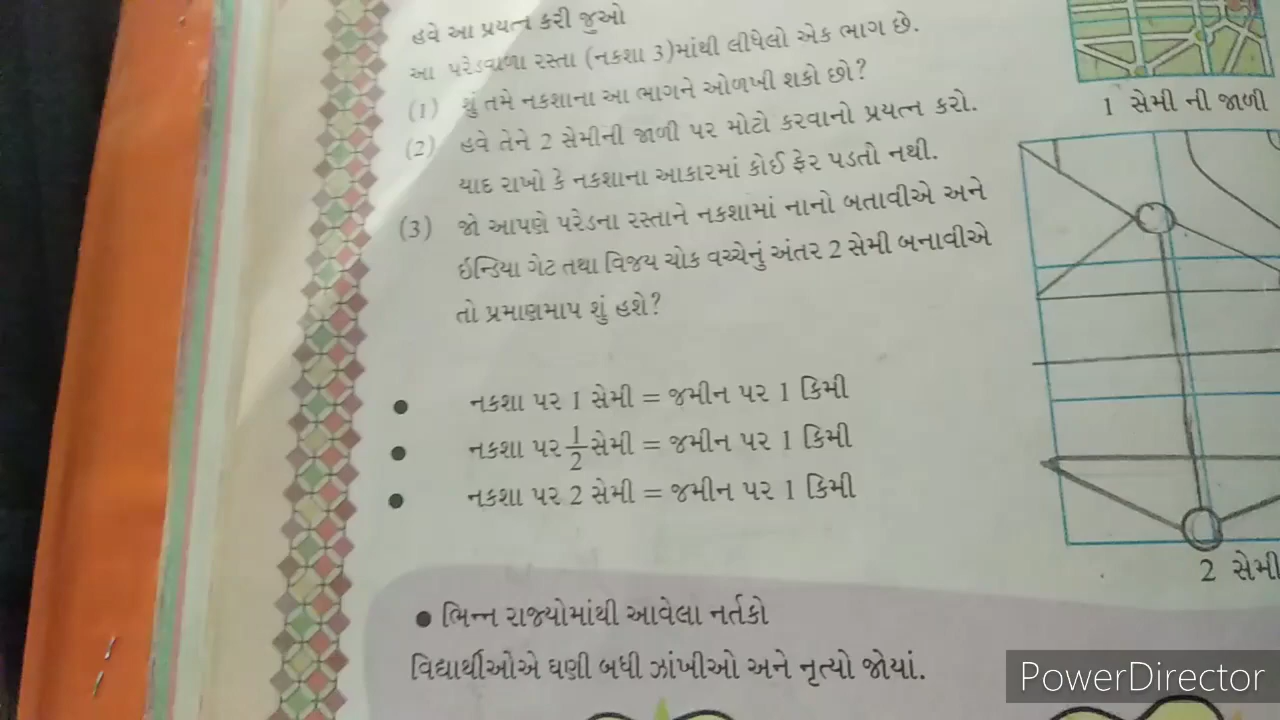 હવે આ પ્રયત્ન કરી જુઓ
આ પરેડવાળા રસ્તા (નકશા 3)માંથી લીધેલો એક ભાગ છે.
(1) શું તમે નકશાના આ ભાગને ઓળખી શકો છો?
(2) હવે તેને 2 સેમીની જાળી પર મોટો કરવાનો પ્રયત્ન કરો.
યાદ રાખો કે નકશાના આકારમાં કોઈ ફેર પડતો નથી.
(3) જો આપણે પરેડના રસ્તાને નકશામાં નાનો બતાવીએ અને
ઇન્ડિયા ગેટ તથા વિજય ચોક વચ્ચેનું અંતર 2 સેમી બનાવીએ
તો પ્રમાણમાપ શું હશે?
● નકશા પર 1 સેમી = જમીન પર 1 કિમી
● નકશા પર 1/2 સેમી = જમીન પર 1 કિમી
● નકશા પર 2 સેમી = જમીન પર 1 કિમી
1 સેમી ની જાળી
2 સેમી
● ભિન્ન રાજ્યોમાંથી આવેલા નર્તકો
વિદ્યાર્થીઓએ ઘણી બધી ઝાંખીઓ અને નૃત્યો જોયાં.
PowerDirector